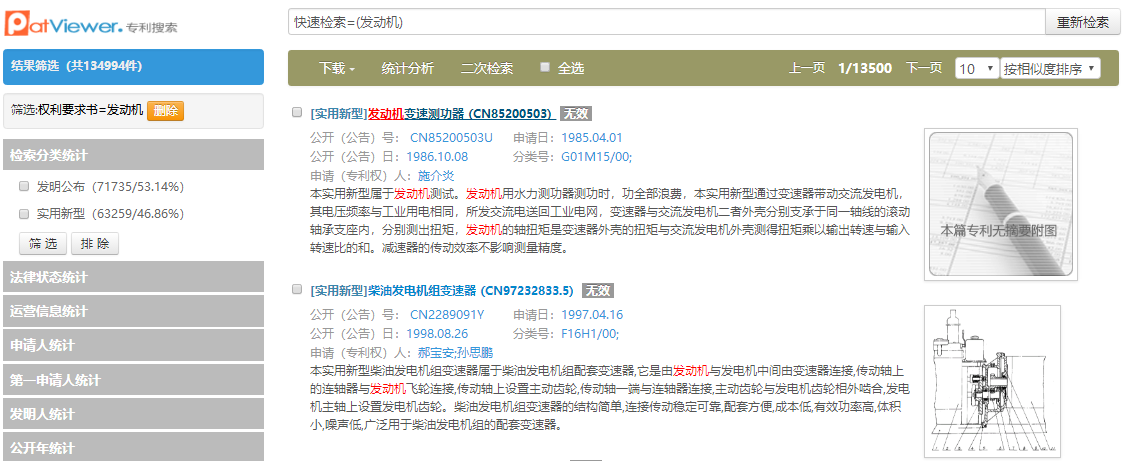 PatViewer. 专利搜索
快速检索=(发动机)
重新检索
结果筛选（共134994件）
筛选:权利要求书=发动机 删除
检索分类统计
发明公布（71735/53.14%）
实用新型（63259/46.86%）
筛 选 排 除
法律状态统计
运营信息统计
申请人统计
第一申请人统计
发明人统计
公开年统计
下载 统计分析 二次检索 全选 上一页 1/13500 下一页 10 按相似度排序
[实用新型]发动机变速测功器 (CN85200503) 无效
公开（公告）号： CN85200503U 申请日：1985.04.01
公开（公告）日：1986.10.08 分类号：G01M15/00;
申请（专利权）人：施介炎
本实用新型属于发动机测试。发动机用水力测功器测功时，功全部浪费，本实用新型通过变速器带动交流发电机，
其电压频率与工业用电相同，所发交流电送回工业电网，变速器与交流发电机二者外壳分别支承于同一轴线的滚动
轴承支座内，分别测出扭矩，发动机的轴扭矩是变速器外壳的扭矩与交流发电机外壳测得扭矩乘以输出转速与输入
转速比的和。减速器的传动效率不影响测量精度。
本篇专利无摘要附图
[实用新型]柴油发电机组变速器 (CN97232833.5) 无效
公开（公告）号： CN2289091Y 申请日：1997.04.16
公开（公告）日：1998.08.26 分类号：F16H1/00;
申请（专利权）人：郝宝安;孙思鹏
本实用新型柴油发电机组变速器属于柴油发电机组配套变速器,它是由发动机与发电机中间由变速器连接,传动轴上
的连轴器与发动机飞轮连接,传动轴上设置主动齿轮,传动轴一端与连轴器连接,主动齿轮与发电机齿轮相外啮合,发电
机主轴上设置发电机齿轮。柴油发电机组变速器的结构简单,连接传动稳定可靠,配套方便,成本低,有效功率高,体积
小,噪声低,广泛用于柴油发电机组的配套变速器。